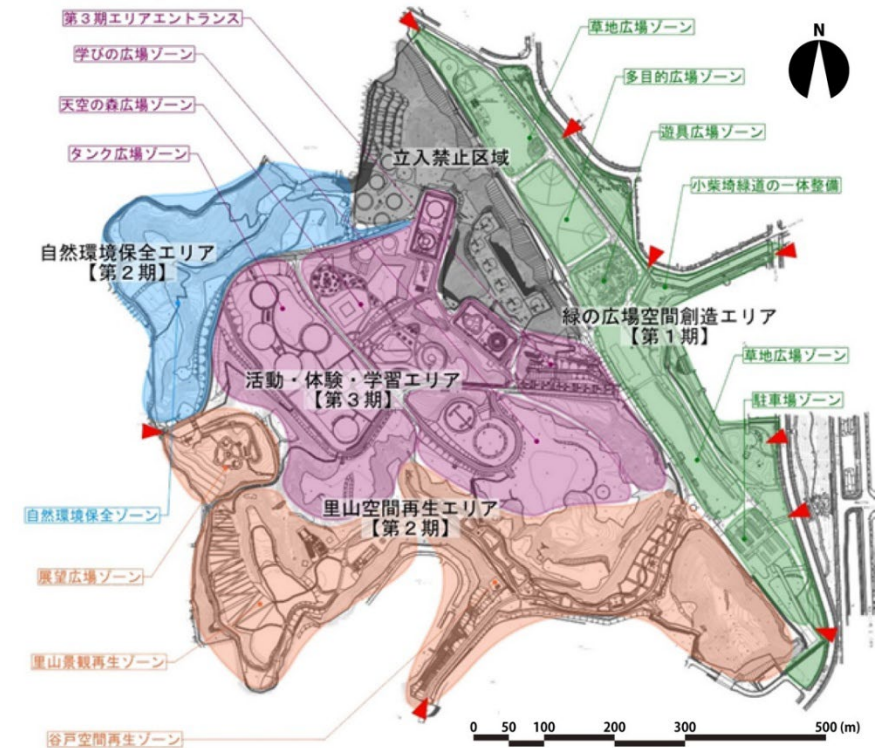 第3期エリアエントランス
学びの広場ゾーン
天空の森広場ゾーン
タンク広場ゾーン
草地広場ゾーン
多目的広場ゾーン
遊具広場ゾーン
小柴埼緑道の一体整備
N
立入禁止区域
自然環境保全エリア
【第2期】
緑の広場空間創造エリア
【第1期】
草地広場ゾーン
駐車場ゾーン
活動・体験・学習エリア
【第3期】
里山空間再生エリア
【第2期】
自然環境保全ゾーン
展望広場ゾーン
里山景観再生ゾーン
谷戸空間再生ゾーン
0 50 100 200 300 500 (m)